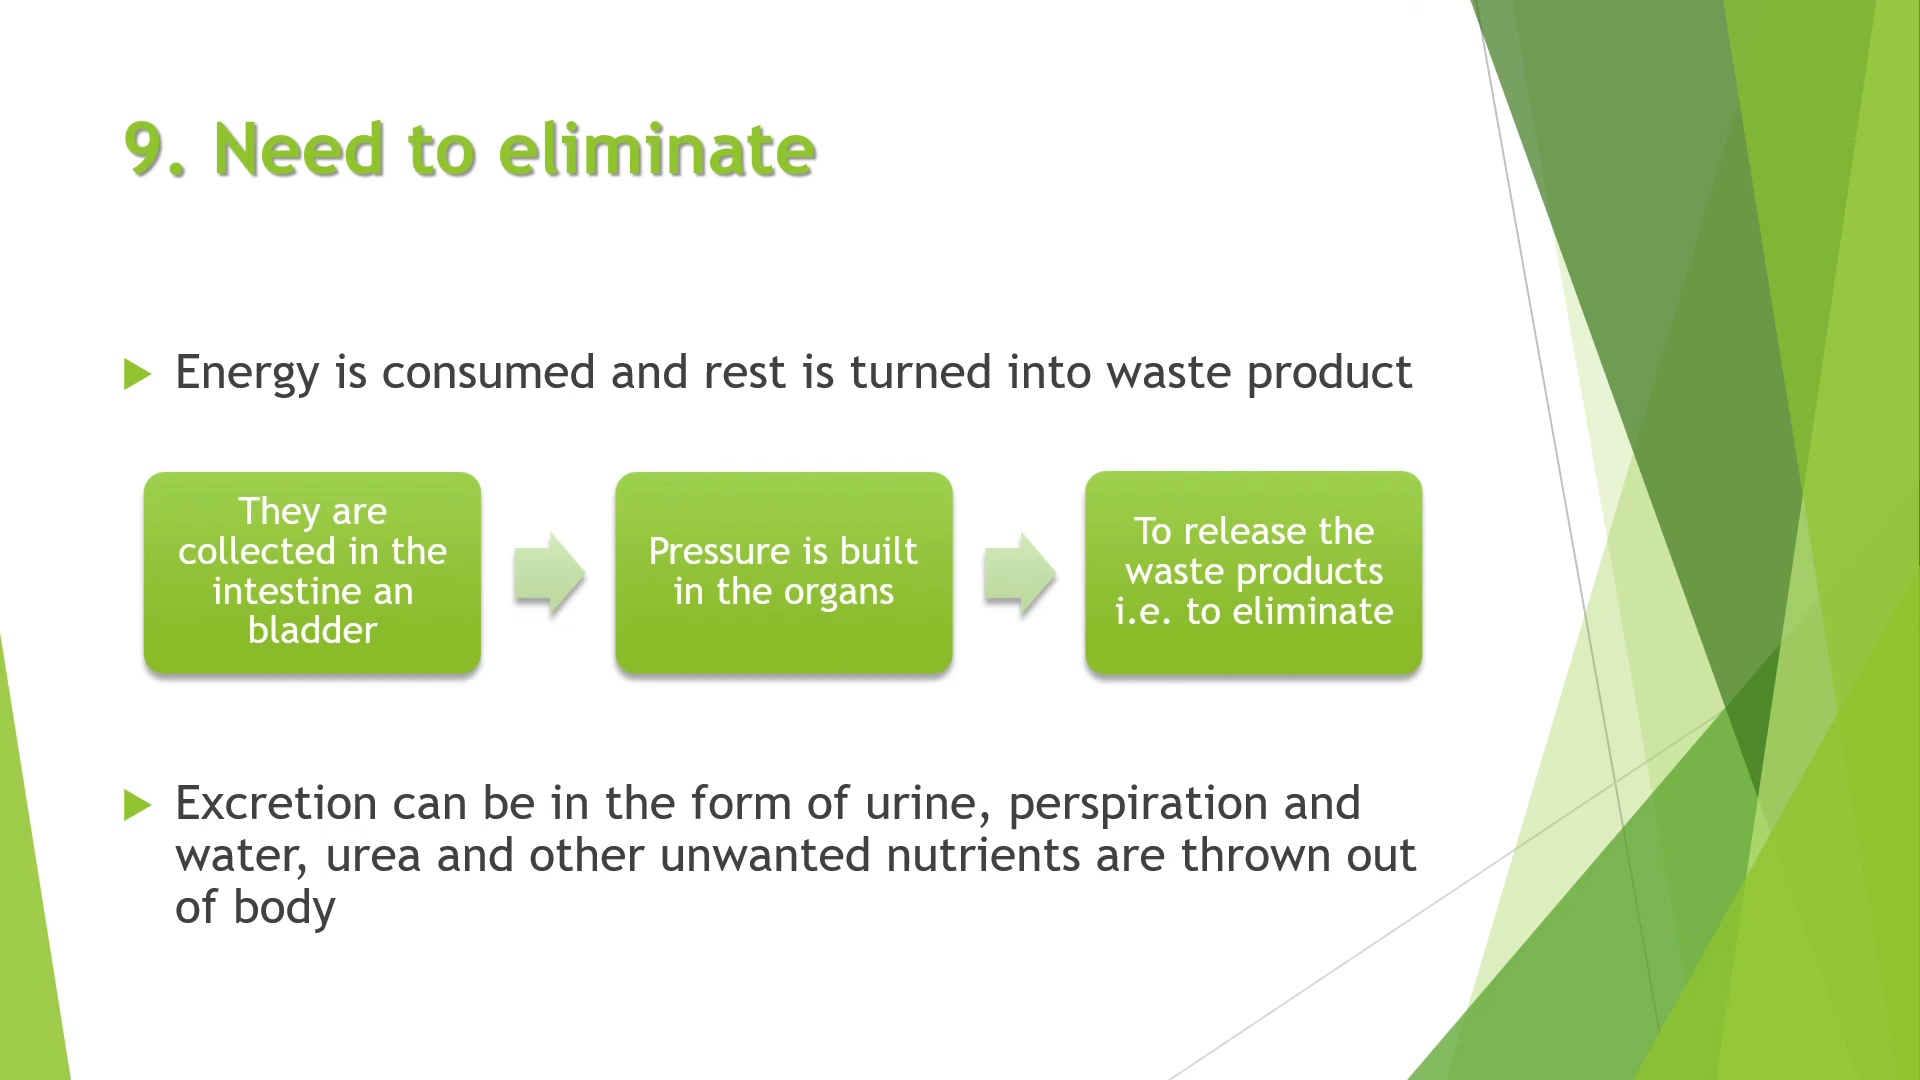 9. Need to eliminate
Energy is consumed and rest is turned into waste product
They are
collected in the
intestine an
bladder
Pressure is built
in the organs
To release the
waste products
i.e. to eliminate
Excretion can be in the form of urine, perspiration and
water, urea and other unwanted nutrients are thrown out
of body